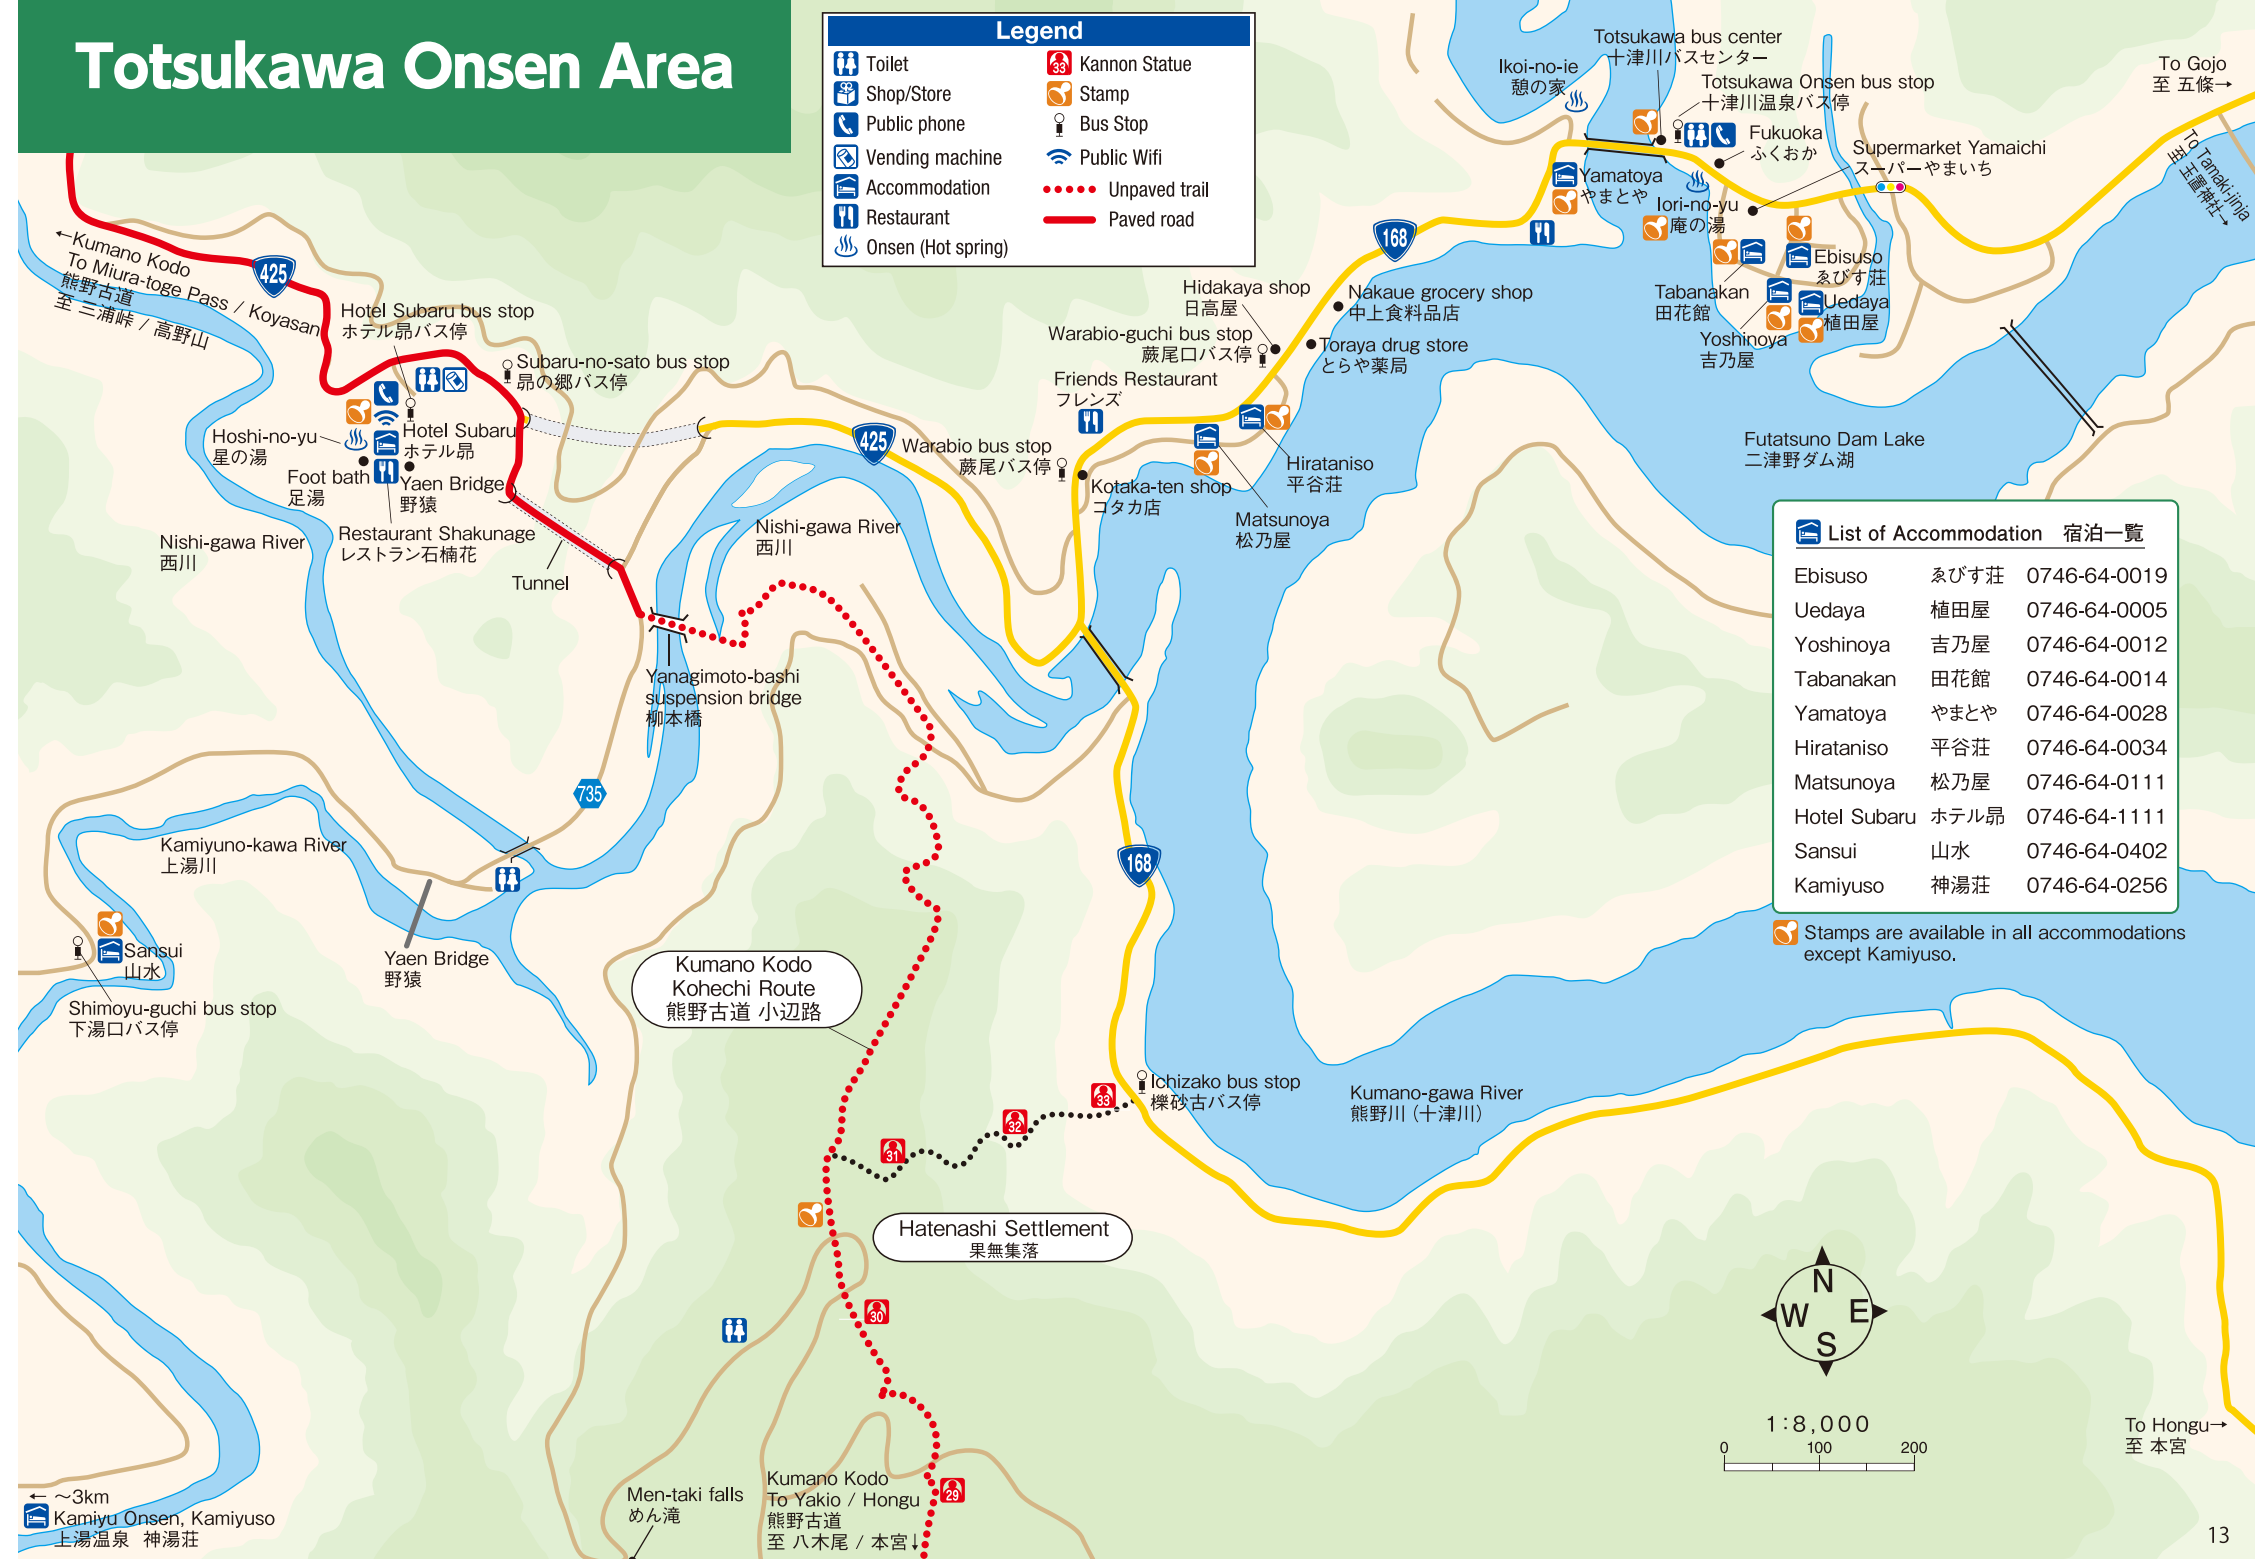 Totsukawa Onsen Area
Legend
Toilet
Shop/Store
Public phone
Vending machine
Accommodation
Restaurant
Onsen (Hot spring)
33
Kannon Statue
Stamp
Bus Stop
Public Wifi
Unpaved trail
Paved road
Totsukawa bus center
十津川バスセンター
Ikoi-no-ie
憩の家
Totsukawa Onsen bus stop
十津川温泉バス停
To Gojo
至 五條→
Fukuoka
ふくおか
Supermarket Yamaichi
スーパーやまいち
To Tamaki-jinja
至 玉置神社→
Yamatoya
やまとや
Iori-no-yu
庵の湯
168
Ebisuso
ゑびす荘
Tabanakan
田花館
Uedaya
植田屋
Yoshinoya
吉乃屋
←Kumano Kodo
To Miura-toge Pass / Koyasan
熊野古道
至 三浦峠 / 高野山
425
Hotel Subaru bus stop
ホテル昴バス停
Subaru-no-sato bus stop
昴の郷バス停
Hidakaya shop
日高屋
Nakaue grocery shop
中上食料品店
Warabio-guchi bus stop
蕨尾口バス停
Toraya drug store
とらや薬局
Friends Restaurant
フレンズ
Hoshi-no-yu
星の湯
Hotel Subaru
ホテル昴
425
Warabio bus stop
蕨尾バス停
Foot bath
足湯
Yaen Bridge
野猿
Kotaka-ten shop
コタカ店
Hirataniso
平谷荘
Matsunoya
松乃屋
Futatsuno Dam Lake
二津野ダム湖
Restaurant Shakunage
レストラン石楠花
Nishi-gawa River
西川
Nishi-gawa River
西川
Tunnel
List of Accommodation 宿泊一覧
Ebisuso ゑびす荘 0746-64-0019
Uedaya 植田屋 0746-64-0005
Yoshinoya 吉乃屋 0746-64-0012
Tabanakan 田花館 0746-64-0014
Yamatoya やまとや 0746-64-0028
Hirataniso 平谷荘 0746-64-0034
Matsunoya 松乃屋 0746-64-0111
Hotel Subaru ホテル昴 0746-64-1111
Sansui 山水 0746-64-0402
Kamiyuso 神湯荘 0746-64-0256
Stamps are available in all accommodations
except Kamiyuso.
Yanagimoto-bashi
suspension bridge
柳本橋
735
Kamiyuno-kawa River
上湯川
168
Sansui
山水
Yaen Bridge
野猿
Shimoyu-guchi bus stop
下湯口バス停
Kumano Kodo
Kohechi Route
熊野古道 小辺路
Ichizako bus stop
櫟砂古バス停
33
32
31
Kumano-gawa River
熊野川 (十津川)
Hatenashi Settlement
果無集落
30
N
W E
S
1:8,000
0 100 200
To Hongu→
至 本宮
29
Kumano Kodo
To Yakio / Hongu
熊野古道
至 八木尾 / 本宮↓
Men-taki falls
めん滝
← ～3km
Kamiyu Onsen, Kamiyuso
上湯温泉 神湯荘
13